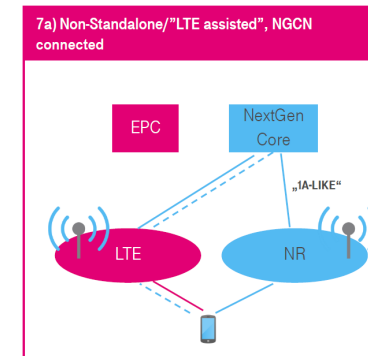 7a) Non-Standalone/”LTE assisted”, NGCN
connected
EPC
NextGen
Core
„1A-LIKE“
LTE
NR